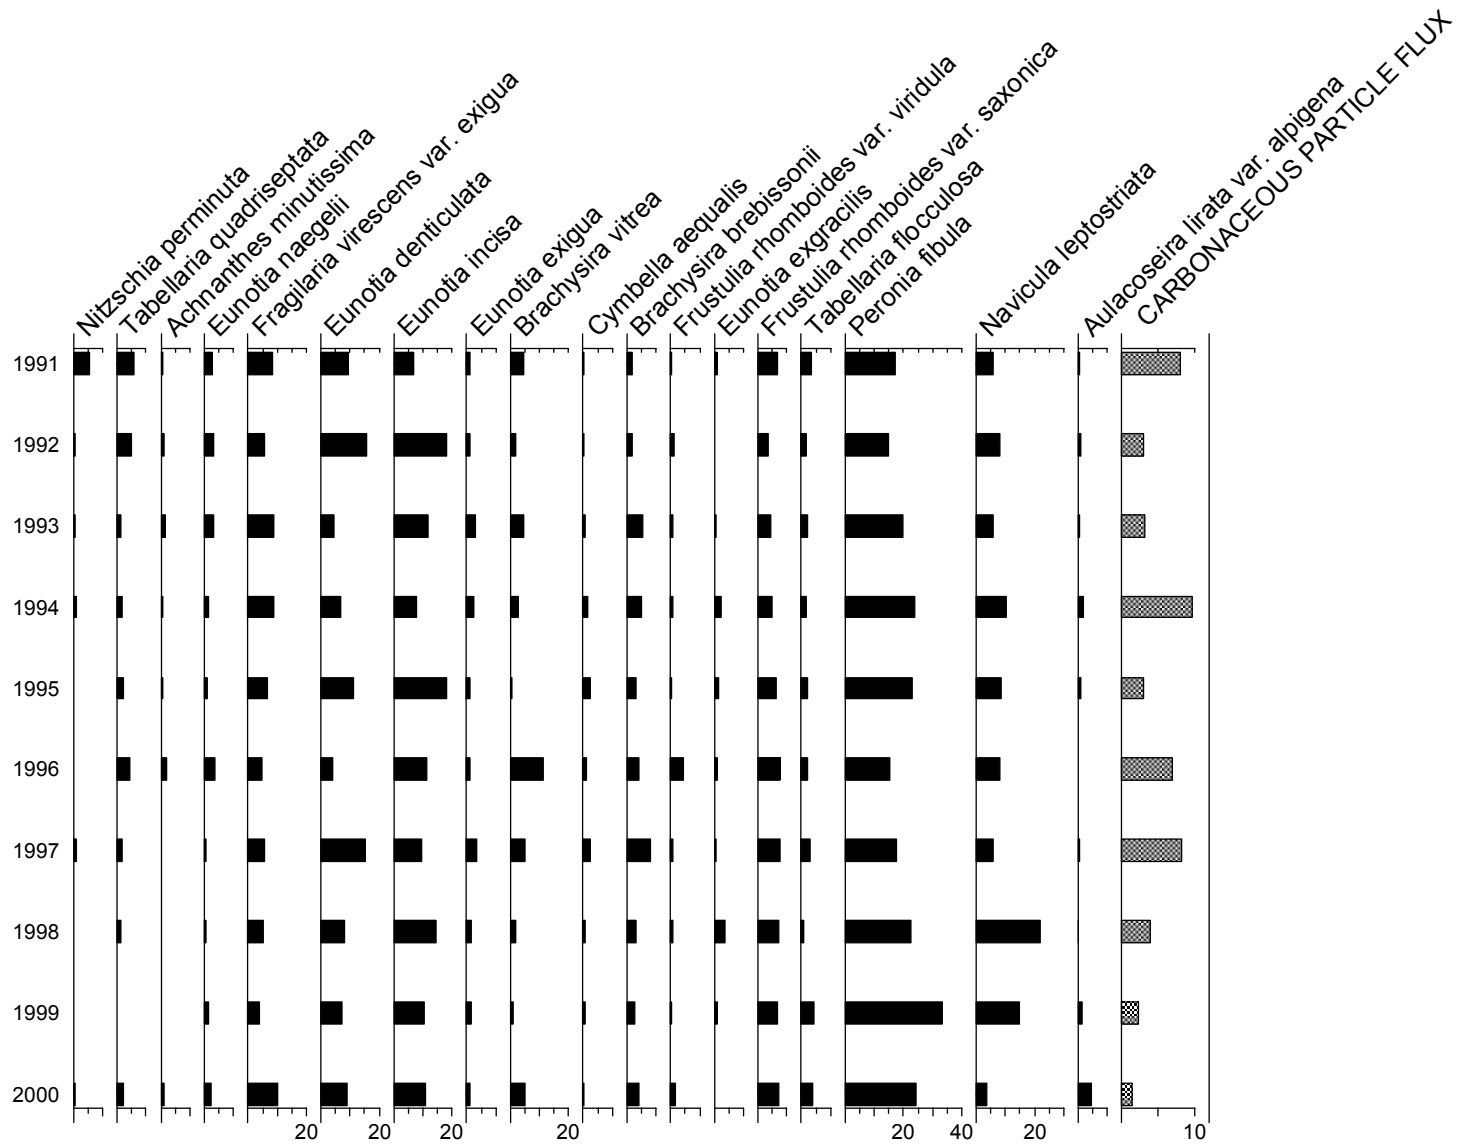 Nitzschia perminuta
Tabellaria quadriseptata
Achnanthes minutissima
Eunotia naegelii
Fragilaria virescens var. exigua
Eunotia denticulata
Eunotia incisa
Eunotia exigua
Brachysira vitrea
Cymbella aequalis
Brachysira brebissonii
Frustulia rhomboides var. viridula
Eunotia exgracilis
Frustulia rhomboides var. saxonica
Tabellaria flocculosa
Peronia fibula
Navicula leptostriata
Aulacoseira lirata var. alpigena
CARBONACEOUS PARTICLE FLUX
1991
1992
1993
1994
1995
1996
1997
1998
1999
2000
20 20 20 20 20 40 20 10